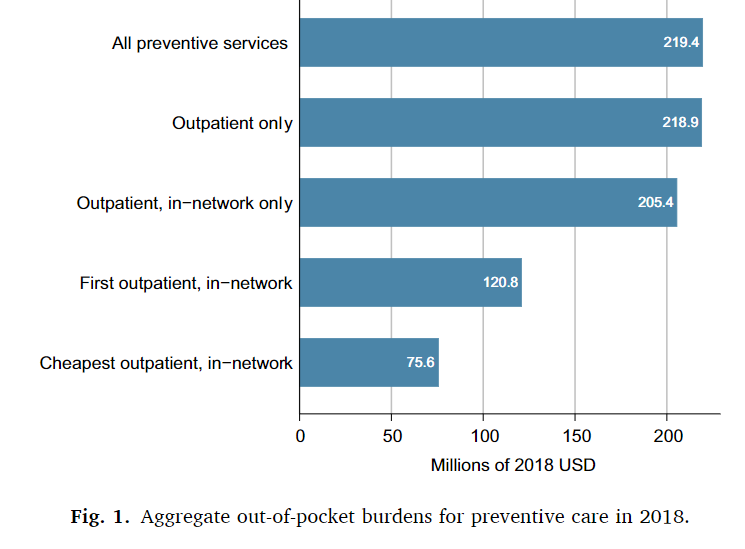 All preventive services 219.4
Outpatient only 218.9
Outpatient, in−network only 205.4
First outpatient, in−network 120.8
Cheapest outpatient, in−network 75.6
0 50 100 150 200
Millions of 2018 USD
Fig. 1. Aggregate out-of-pocket burdens for preventive care in 2018.